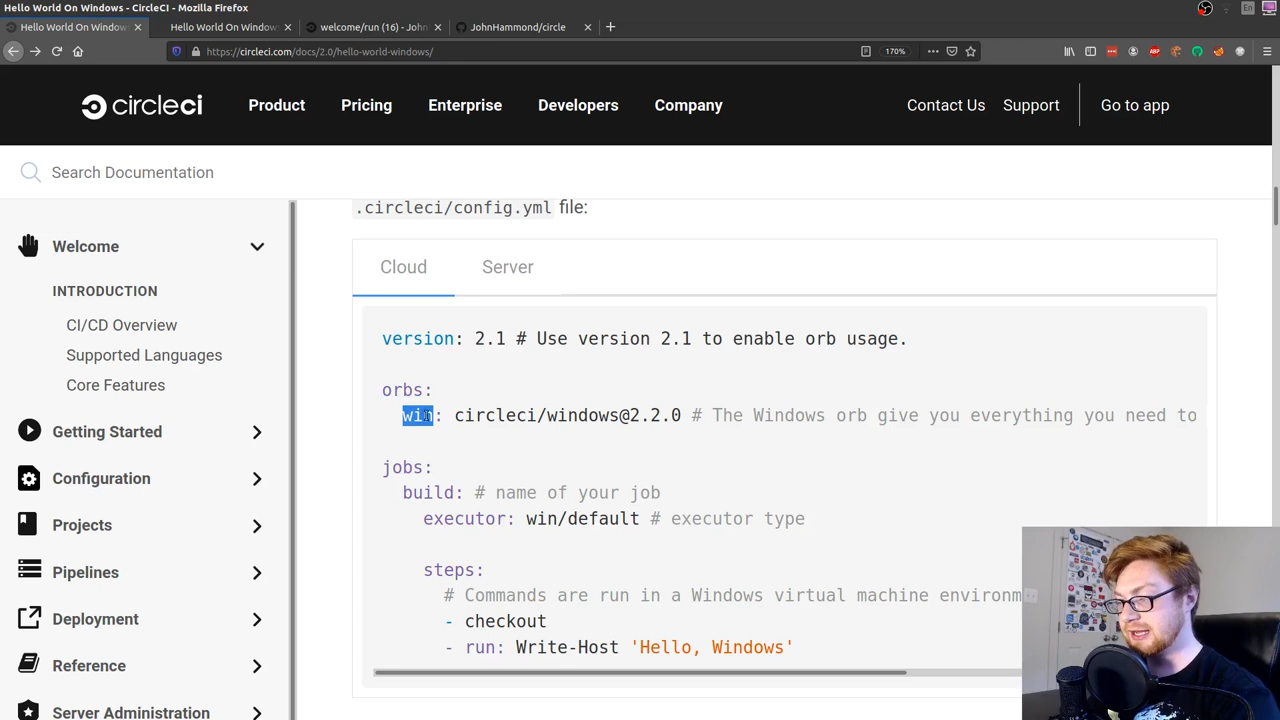 Hello World On Windows - CircleCI - Mozilla Firefox
Hello World On Window
Hello World On Windows
welcome/run (16) - John
JohnHammond/circle
En
https://circleci.com/docs/2.0/hello-world-windows/
170%
ABP
circleci
Product
Pricing
Enterprise
Developers
Company
Contact Us
Support
Go to app
Search Documentation
Welcome
INTRODUCTION
CI/CD Overview
Supported Languages
Core Features
Getting Started
Configuration
Projects
Pipelines
Deployment
Reference
Server Administration
.circleci/config.yml file:
Cloud
Server
version: 2.1 # Use version 2.1 to enable orb usage.
orbs:
win: circleci/windows@2.2.0 # The Windows orb give you everything you need to
jobs:
build: # name of your job
executor: win/default # executor type
steps:
# Commands are run in a Windows virtual machine environm
- checkout
- run: Write-Host 'Hello, Windows'